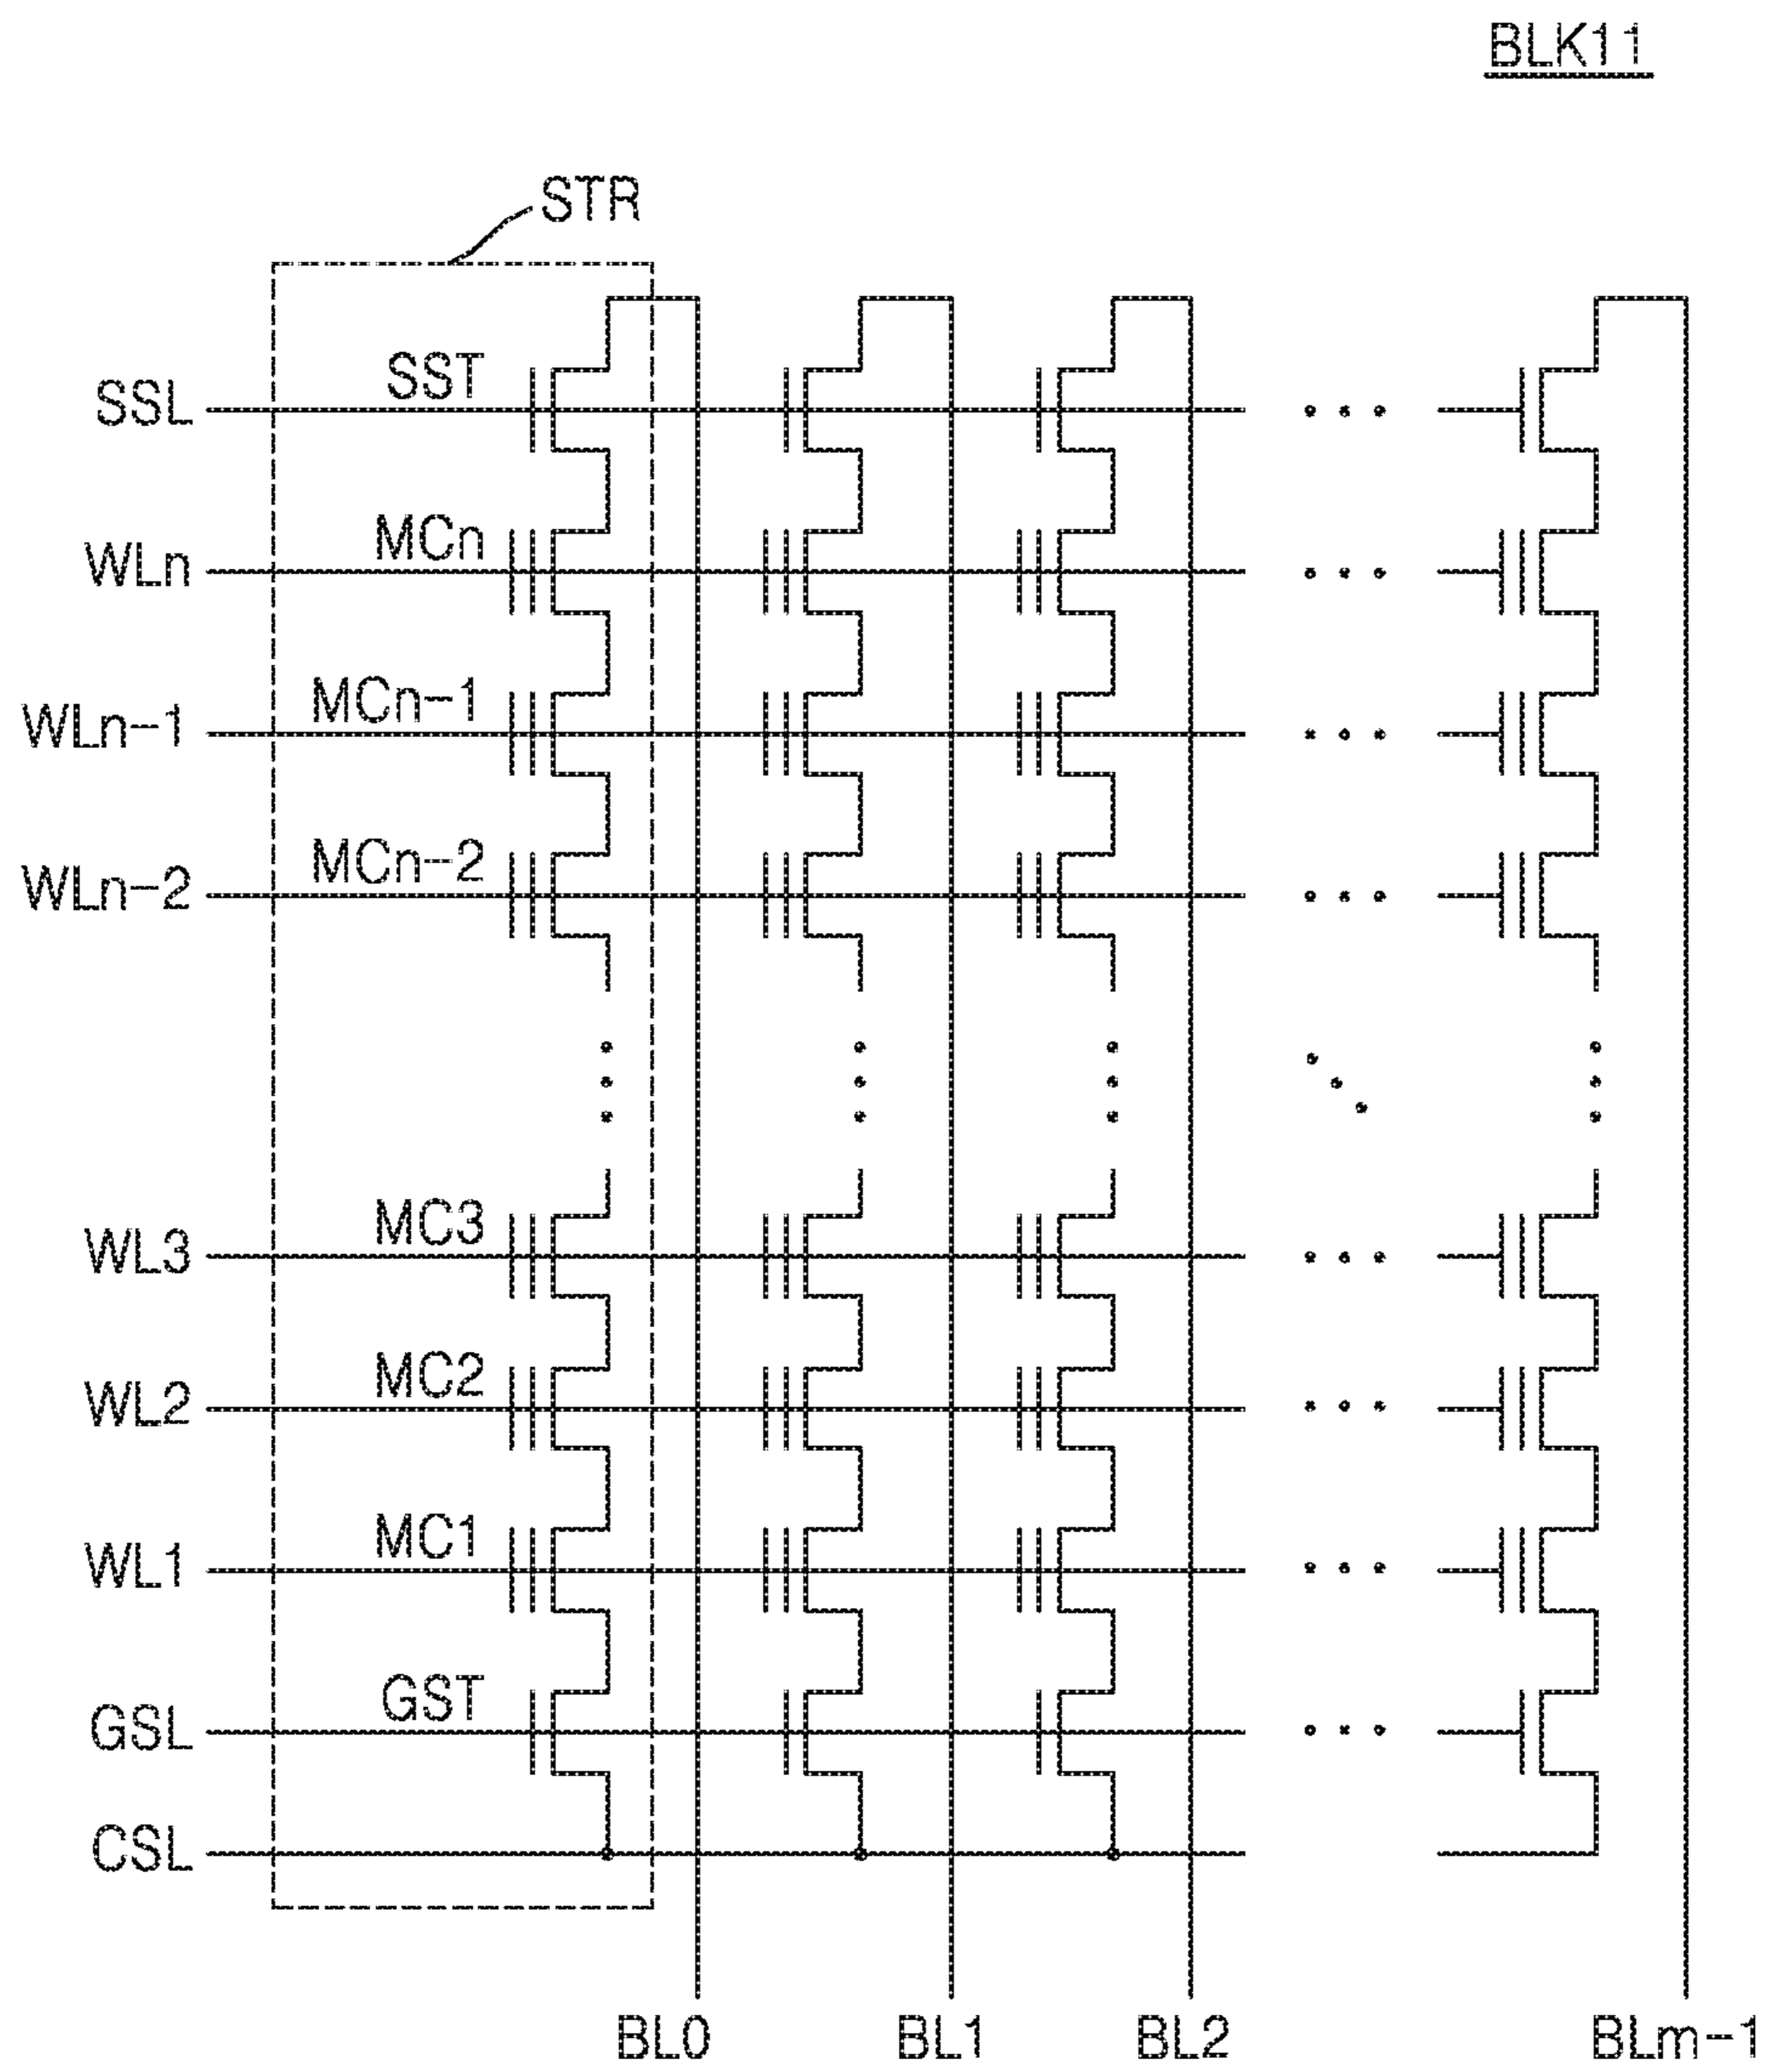 BLK11
STR
SSL SST
WLn MCn
WLn-1 MCn-1
WLn-2 MCn-2
WL3 MC3
WL2 MC2
WL1 MC1
GSL GST
CSL
BL0 BL1 BL2 BLm-1